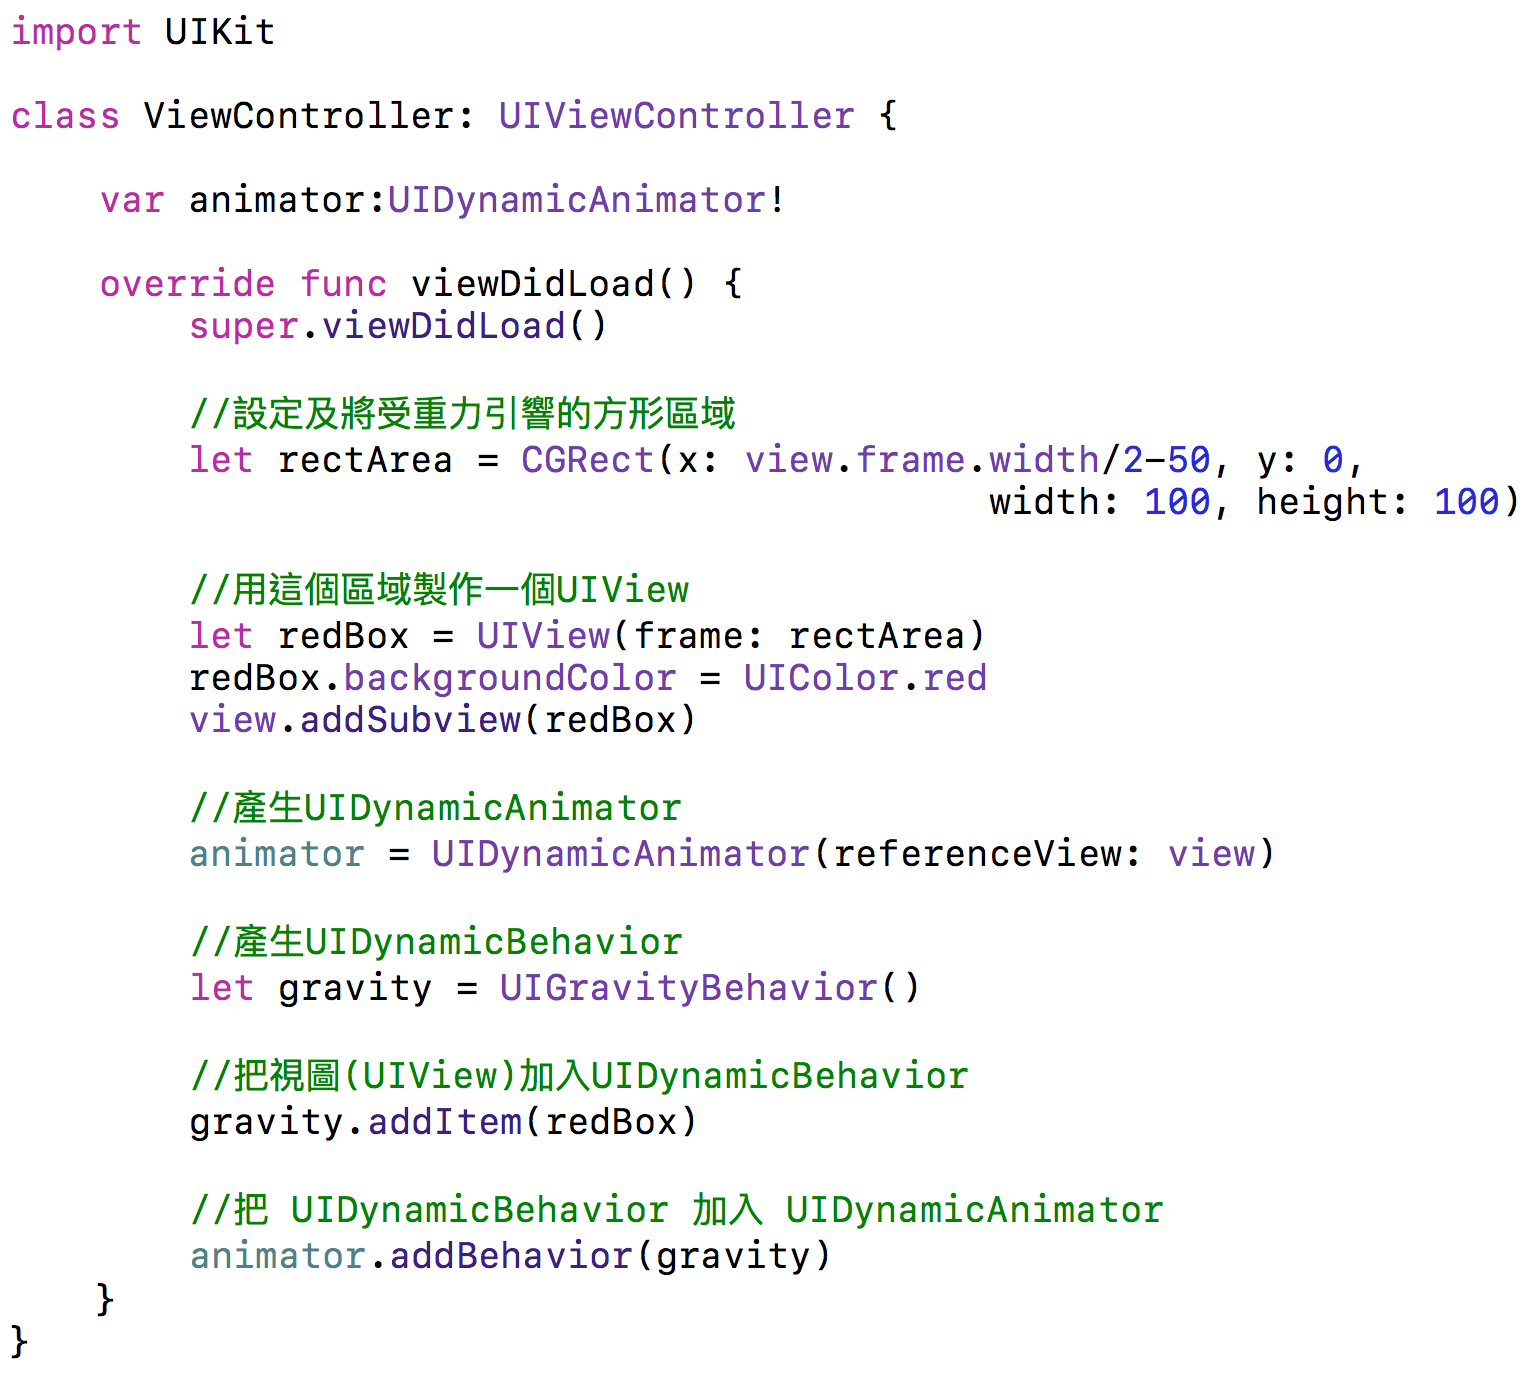 import UIKit
class ViewController: UIViewController {
var animator:UIDynamicAnimator!
override func viewDidLoad() {
super.viewDidLoad()
//設定及將受重力引響的方形區域
let rectArea = CGRect(x: view.frame.width/2-50, y: 0,
width: 100, height: 100)
//用這個區域製作一個UIView
let redBox = UIView(frame: rectArea)
redBox.backgroundColor = UIColor.red
view.addSubview(redBox)
//產生UIDynamicAnimator
animator = UIDynamicAnimator(referenceView: view)
//產生UIDynamicBehavior
let gravity = UIGravityBehavior()
//把視圖(UIView)加入UIDynamicBehavior
gravity.addItem(redBox)
//把 UIDynamicBehavior 加入 UIDynamicAnimator
animator.addBehavior(gravity)
}
}